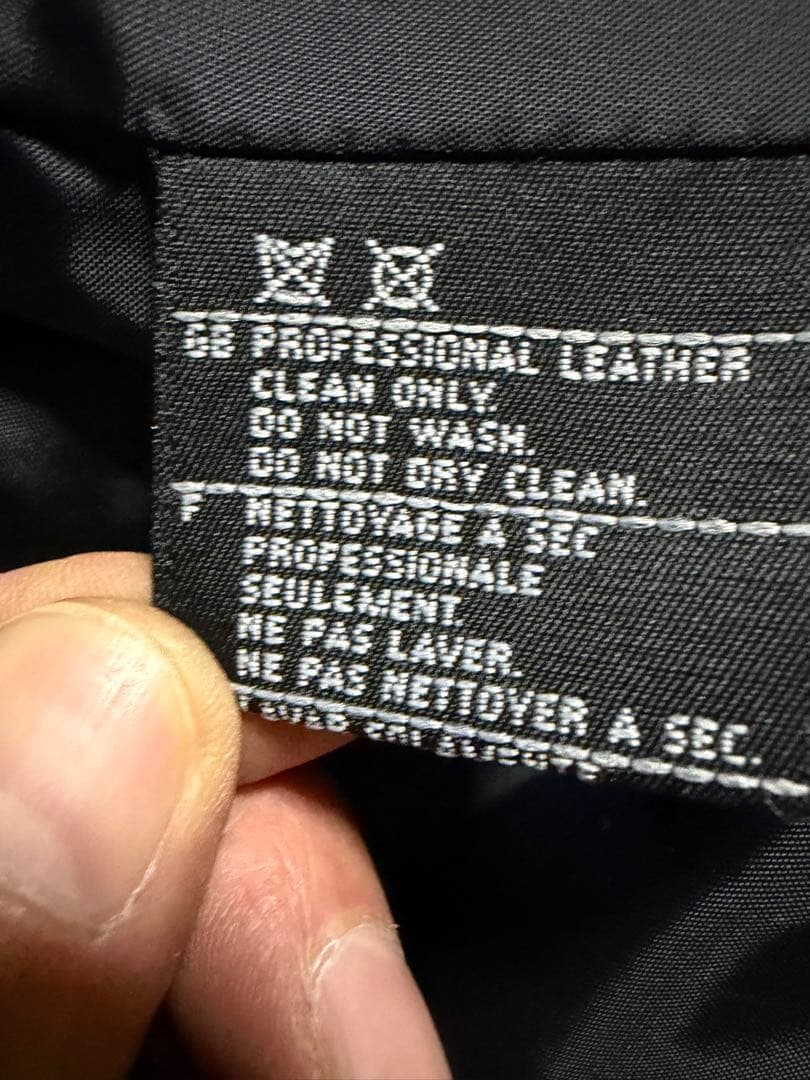 GB PROFESSIONAL LEATHER
CLEAN ONLY.
DO NOT WASH.
DO NOT DRY CLEAN.
F NETTOYAGE A SEC
PROFESSIONALE
SEULEMENT.
NE PAS LAVER.
NE PAS NETTOYER A SEC.